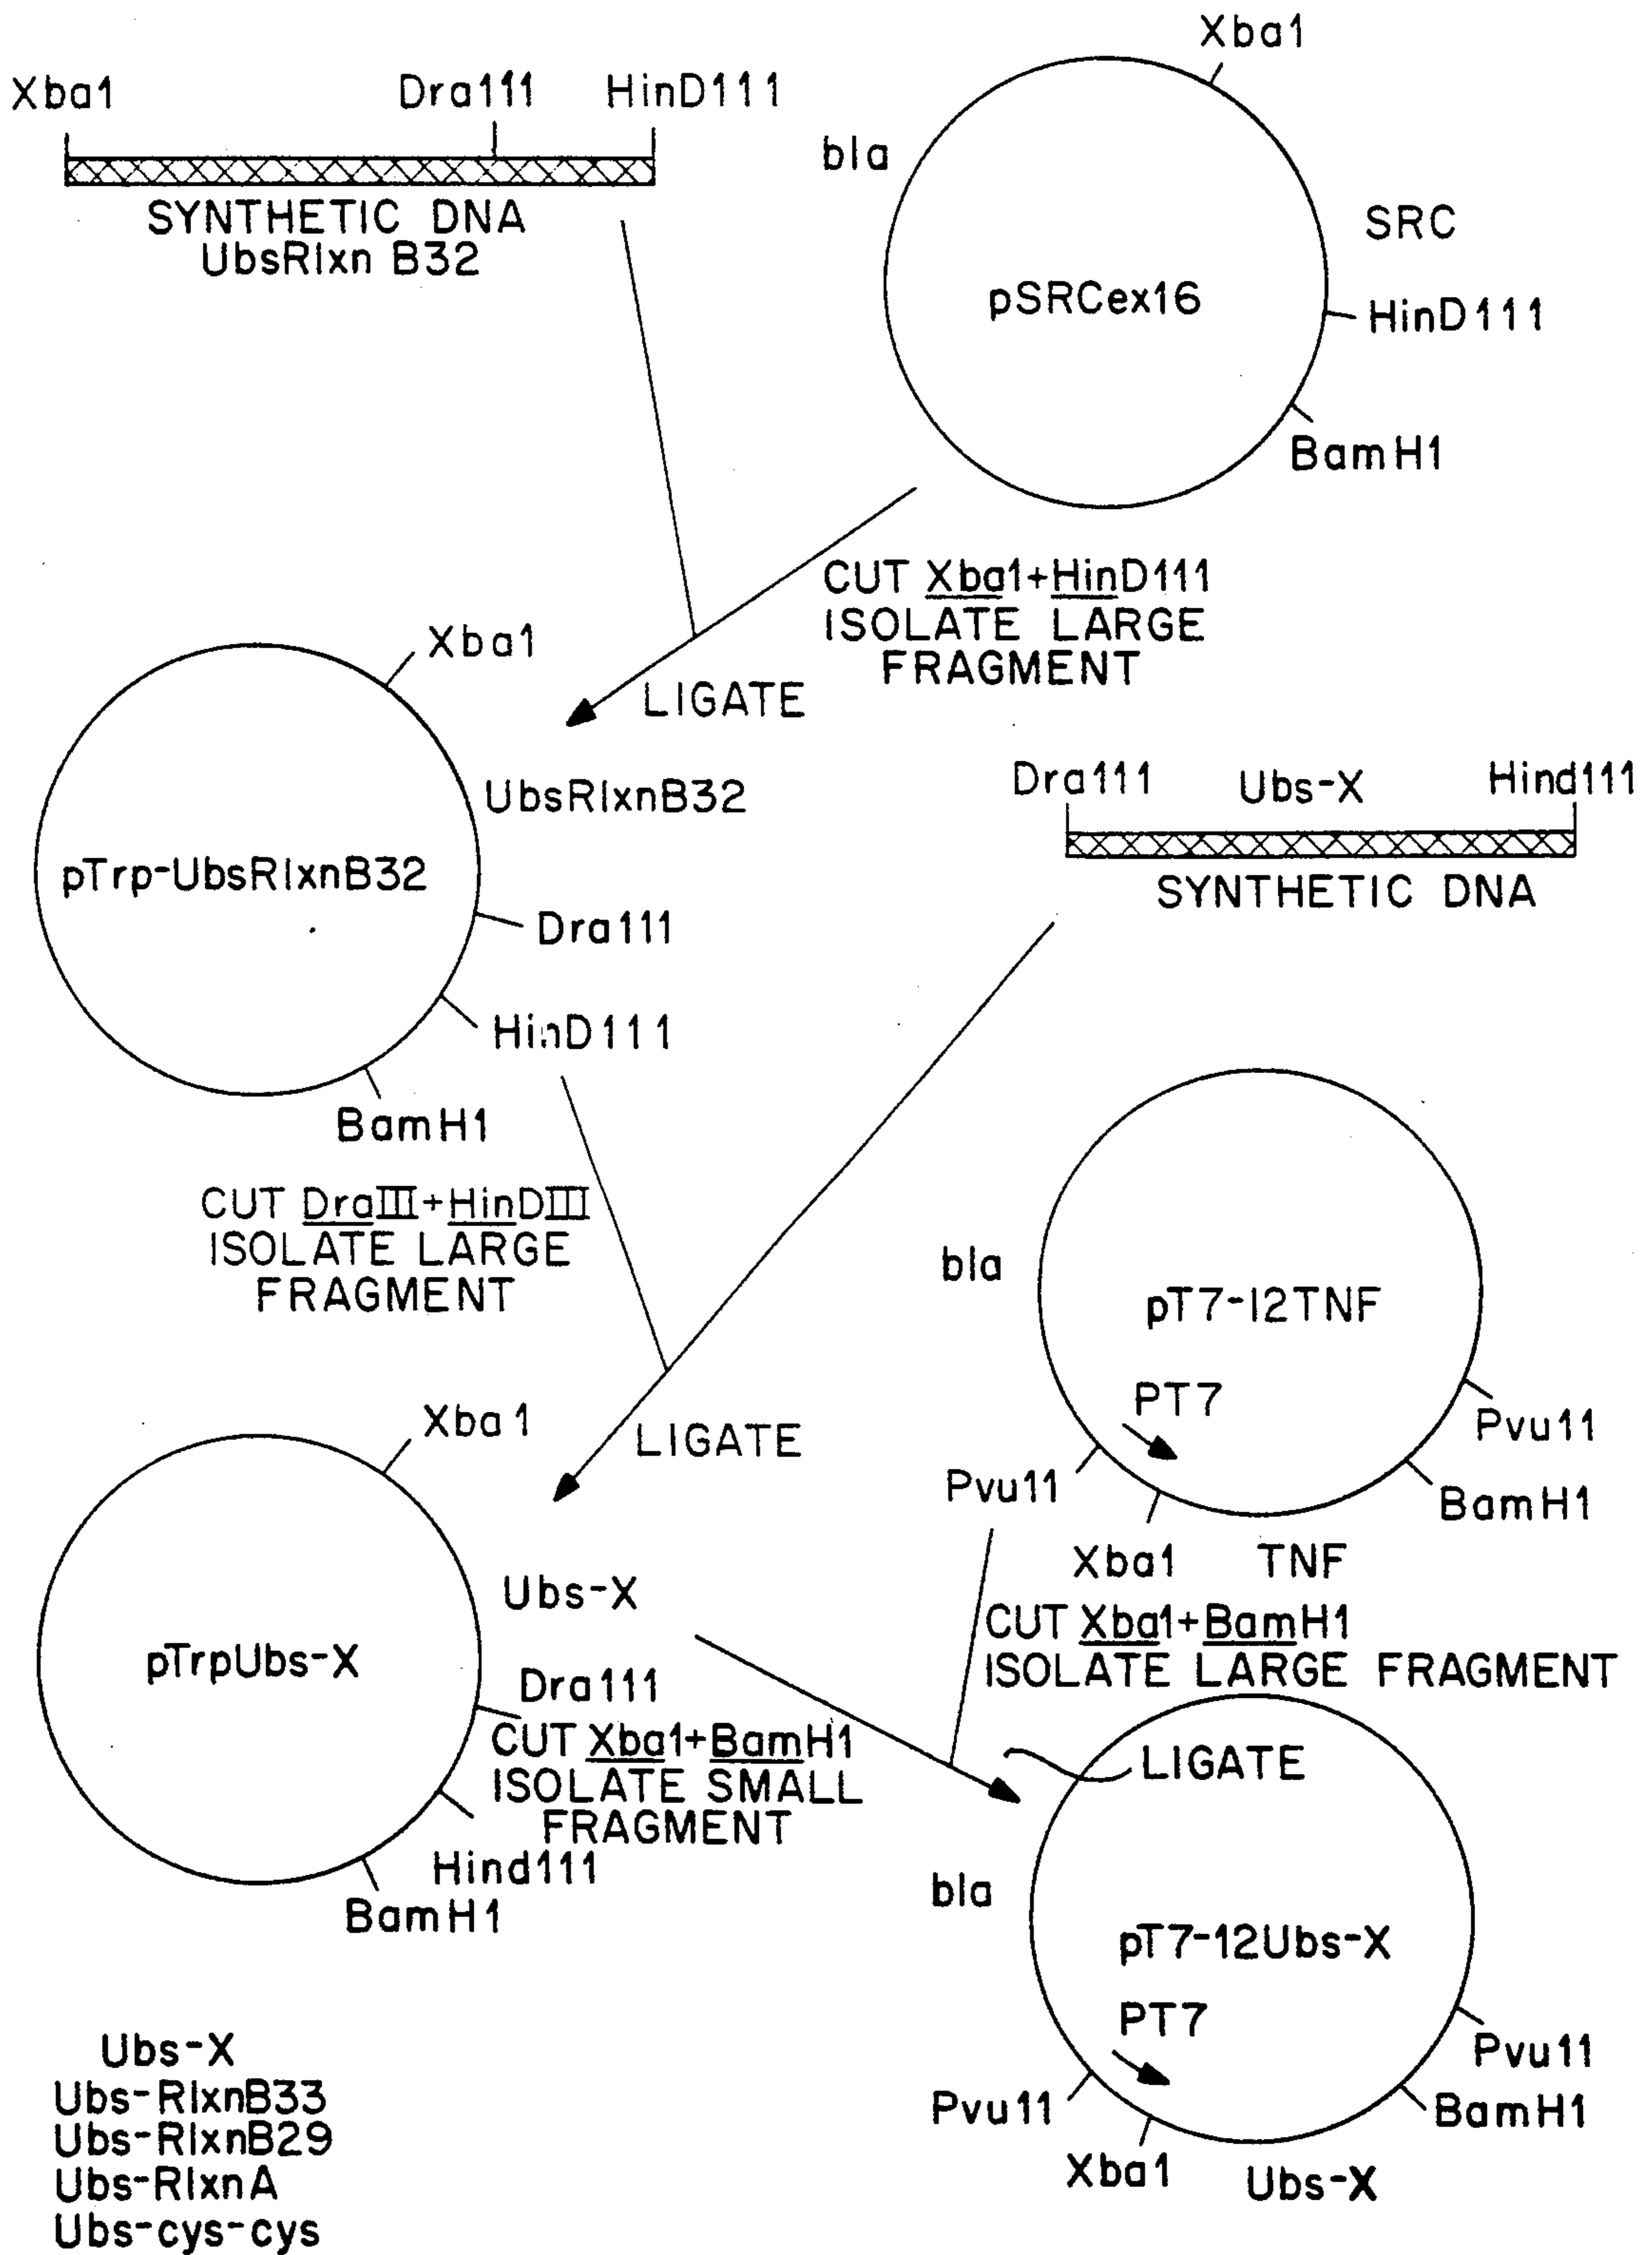 Xba1
Dra111
HinD111
SYNTHETIC DNA
UbsRlxn B32
Xba1
bla
SRC
pSRCex16
HinD111
BamH1
CUT Xba1+HinD111
ISOLATE LARGE
FRAGMENT
LIGATE
Xba1
UbsRlxnB32
pTrp-UbsRlxnB32
Dra111
HinD111
BamH1
Dra111
Ubs-X
Hind111
SYNTHETIC DNA
CUT DraIII+HinDIII
ISOLATE LARGE
FRAGMENT
LIGATE
bla
pT7-12TNF
PT7
Pvu11
Pvu11
BamH1
Xba1
TNF
CUT Xba1+BamH1
ISOLATE LARGE FRAGMENT
Xba1
Ubs-X
pTrpUbs-X
Dra111
CUT Xba1+BamH1
ISOLATE SMALL
FRAGMENT
Hind111
BamH1
LIGATE
bla
pT7-12Ubs-X
PT7
Pvu11
Pvu11
BamH1
Xba1
Ubs-X
Ubs-X
Ubs-RlxnB33
Ubs-RlxnB29
Ubs-RlxnA
Ubs-cys-cys